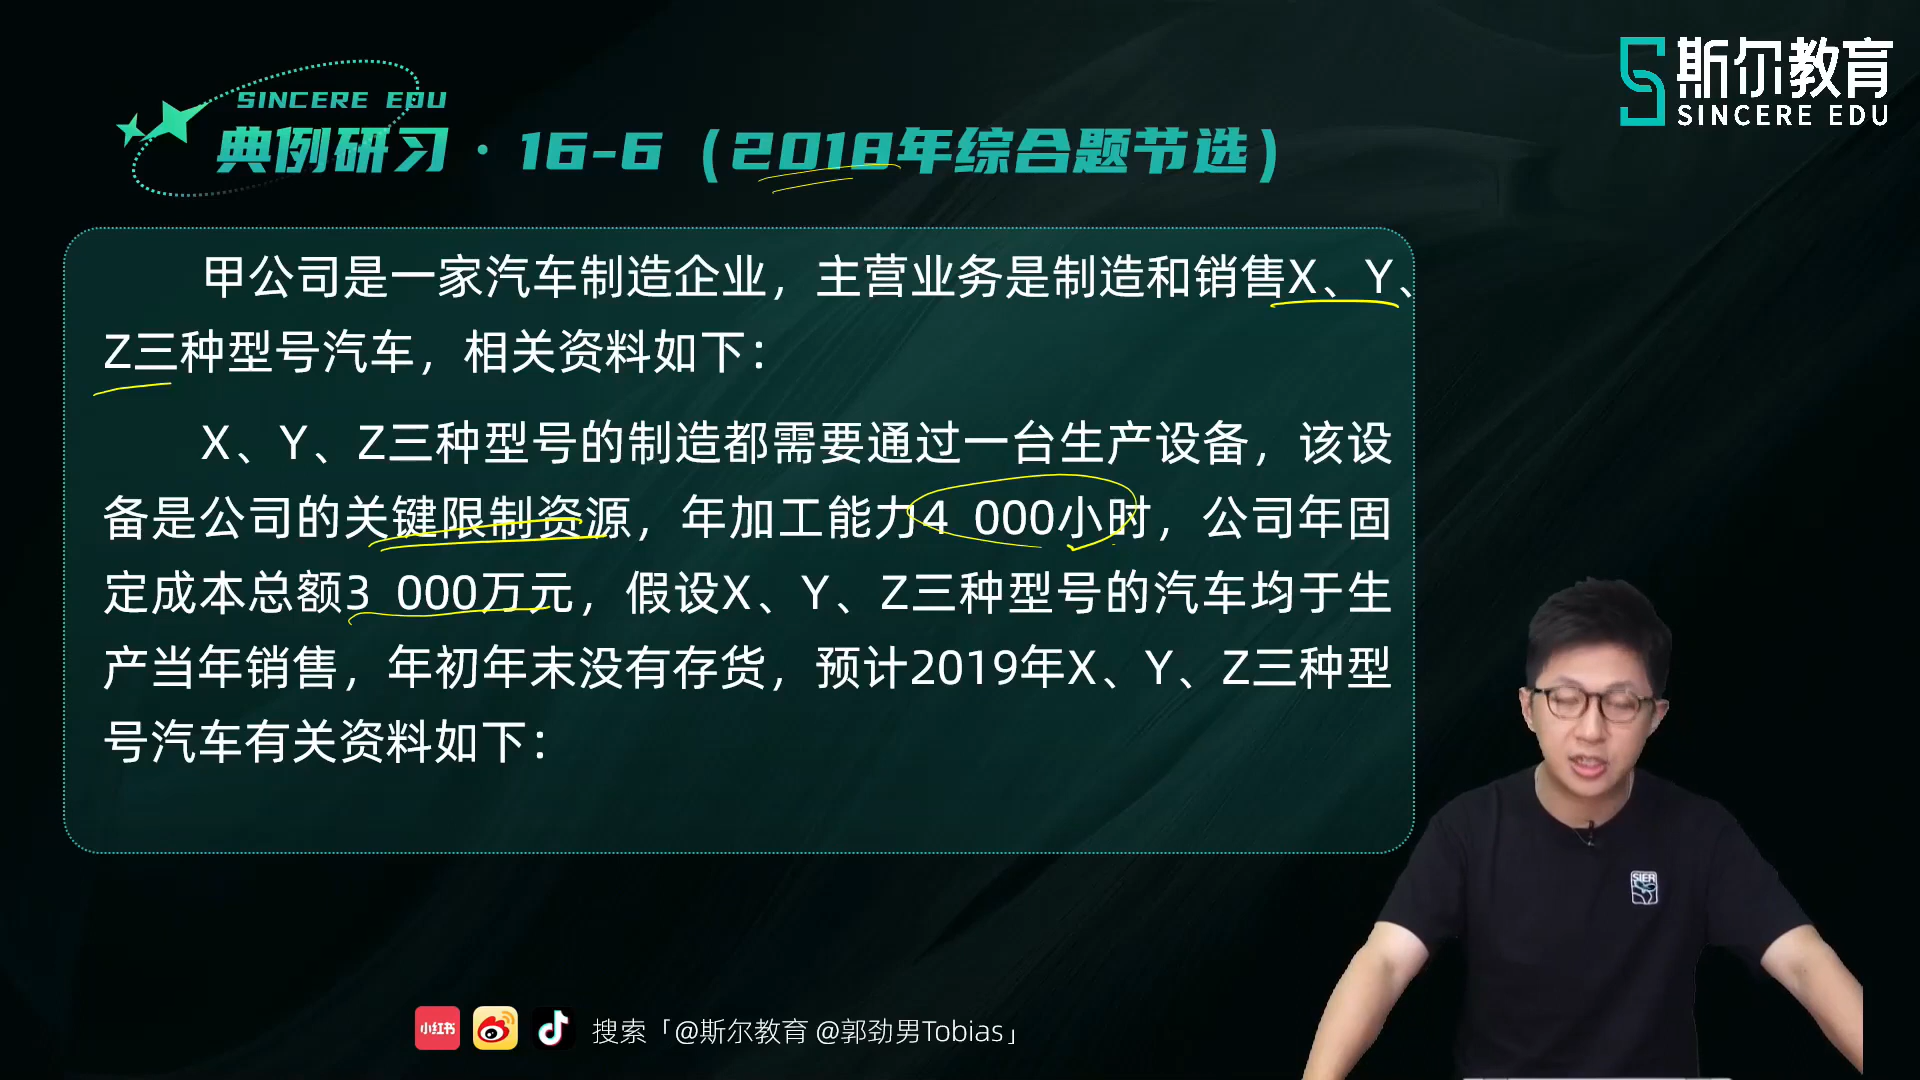 SINCERE EDU
典例研习·16-6（2018年综合题节选）
斯尔教育
SINCERE EDU
甲公司是一家汽车制造企业，主营业务是制造和销售X、Y、
Z三种型号汽车，相关资料如下：
X、Y、Z三种型号的制造都需要通过一台生产设备，该设
备是公司的关键限制资源，年加工能力4 000小时，公司年固
定成本总额3 000万元，假设X、Y、Z三种型号的汽车均于生
产当年销售，年初年末没有存货，预计2019年X、Y、Z三种型
号汽车有关资料如下：
SIER
小红书
搜索「@斯尔教育 @郭劲男Tobias」